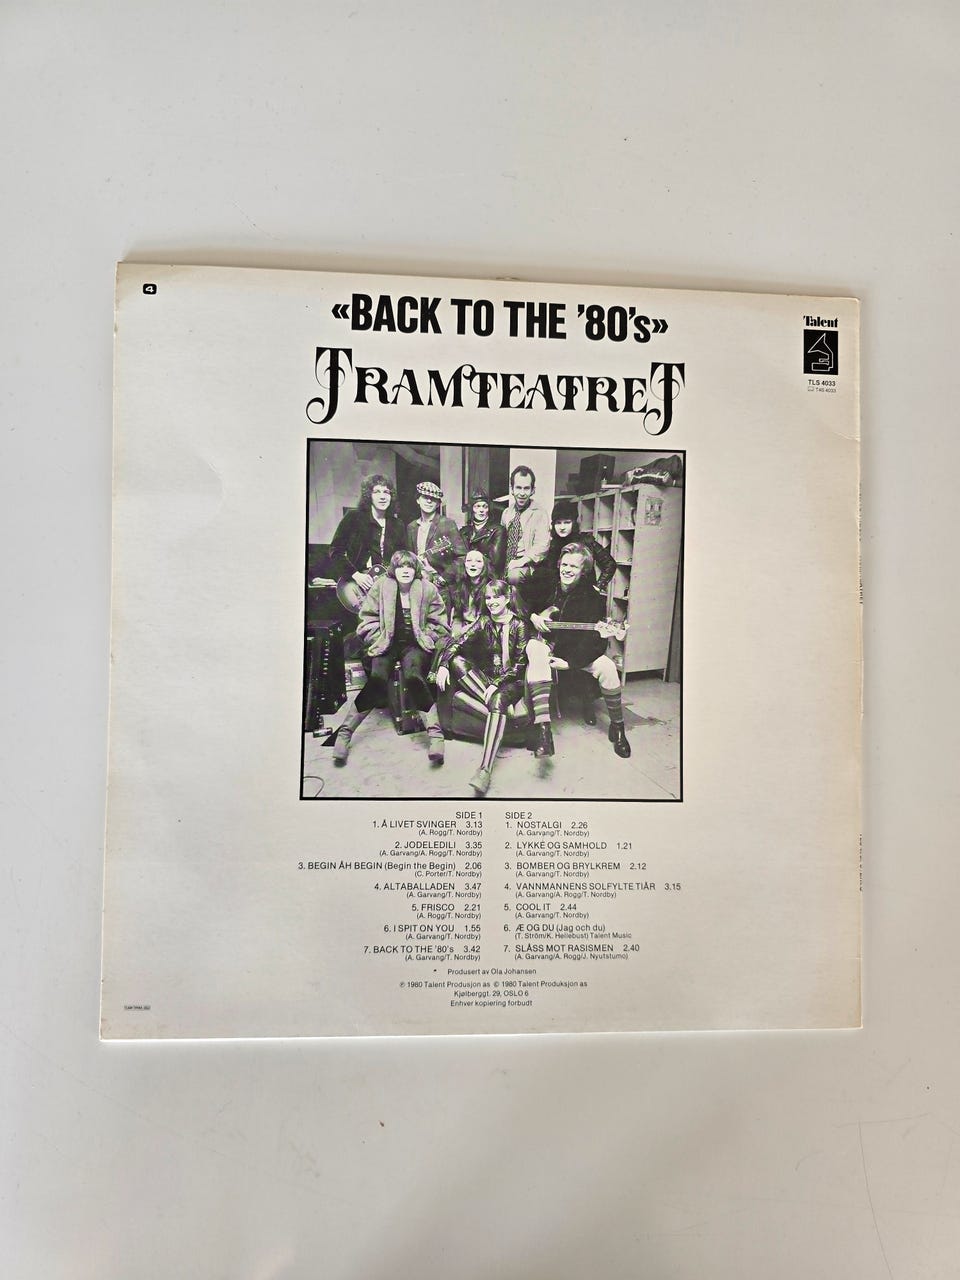 4
«BACK TO THE '80's»
Talent
TRAMTEATRET
TLS 4033
TAS 4033
SIDE 1
1. Å LIVET SVINGER 3.13
(A. Rogg/T. Nordby)
2. JODELEDILI 3.35
(A. Garvang/A. Rogg/T. Nordby)
3. BEGIN ÅH BEGIN (Begin the Begin) 2.06
(C. Porter/T. Nordby)
4. ALTABALLADEN 3.47
(A. Garvang/T. Nordby)
5. FRISCO 2.21
(A. Rogg/T. Nordby)
6. I SPIT ON YOU 1.55
(A. Garvang/T. Nordby)
7. BACK TO THE '80's 3.42
(A. Garvang/T. Nordby)
SIDE 2
1. NOSTALGI 2.26
(A. Garvang/T. Nordby)
2. LYKKE OG SAMHOLD 1.21
(A. Garvang/T. Nordby)
3. BOMBER OG BRYLKREM 2.12
(A. Garvang/T. Nordby)
4. VANNMANNENS SOLFYLTE TIÅR 3.15
(A. Garvang/A. Rogg/T. Nordby)
5. COOL IT 2.44
(A. Garvang/T. Nordby)
6. Æ OG DU (Jag och du)
(T. Ström/K. Hellebust) Talent Music
7. SLÅSS MOT RASISMEN 2.40
(A. Garvang/A. Rogg/J. Nyutstumo)
Produsert av Ola Johansen
℗ 1980 Talent Produsjon as © 1980 Talent Produksjon as
Kjølberggt. 29, OSLO 6
Enhver kopiering forbudt